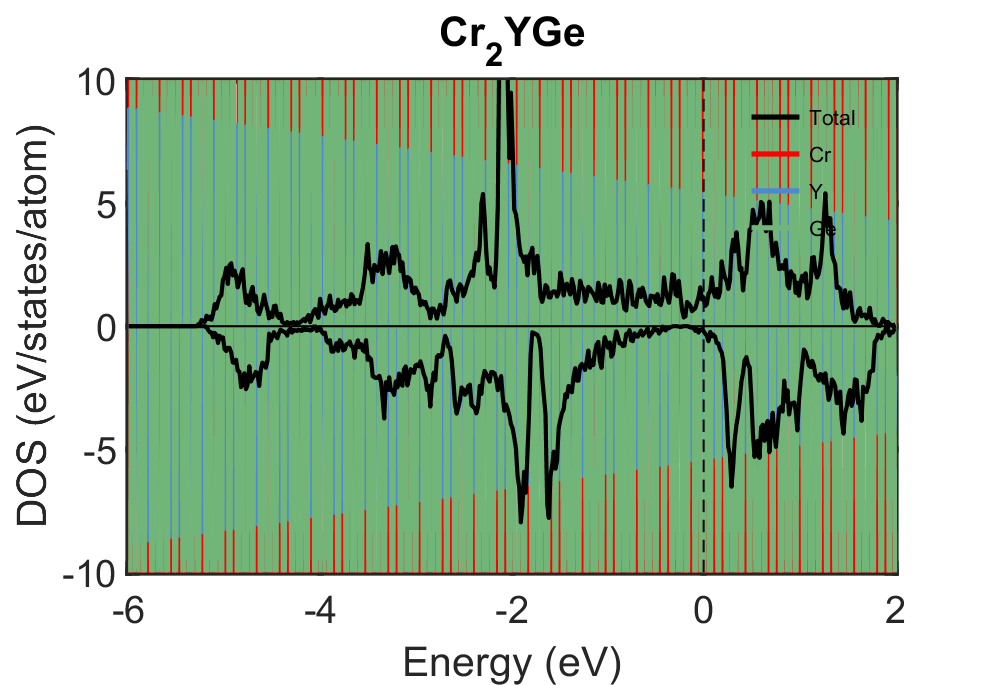 Cr2YGe
10
5
0
-5
-10
DOS (eV/states/atom)
Total
Cr
Y
Ge
-6
-4
-2
0
2
Energy (eV)